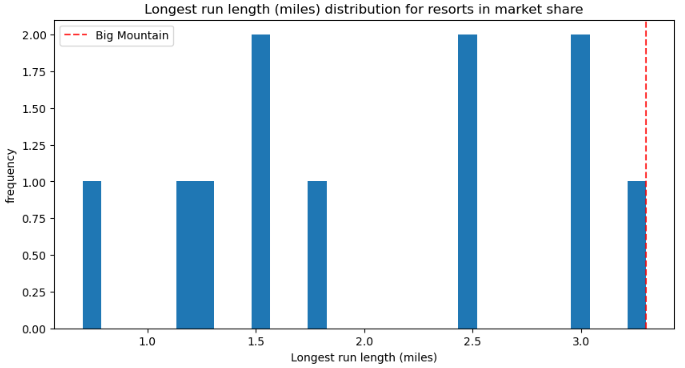 Longest run length (miles) distribution for resorts in market share
Big Mountain
2.00
1.75
1.50
1.25
1.00
0.75
0.50
0.25
0.00
frequency
1.0 1.5 2.0 2.5 3.0
Longest run length (miles)